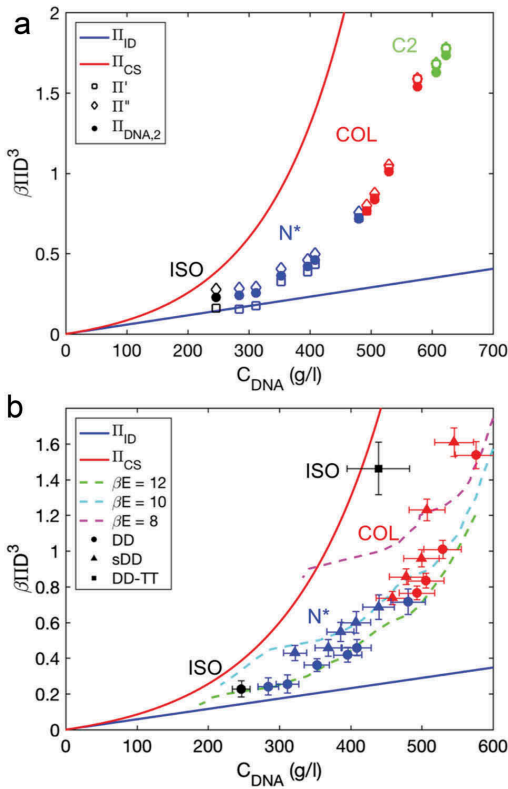 a
Π_ID
Π_CS
Π'
Π"
Π_DNA,2
C2
COL
N*
ISO
βΠD³
2
1.5
1
0.5
0
0 100 200 300 400 500 600 700
C_DNA (g/l)
b
Π_ID
Π_CS
βE = 12
βE = 10
βE = 8
DD
sDD
DD-TT
ISO
COL
N*
ISO
βΠD³
1.6
1.4
1.2
1
0.8
0.6
0.4
0.2
0
0 100 200 300 400 500 600
C_DNA (g/l)